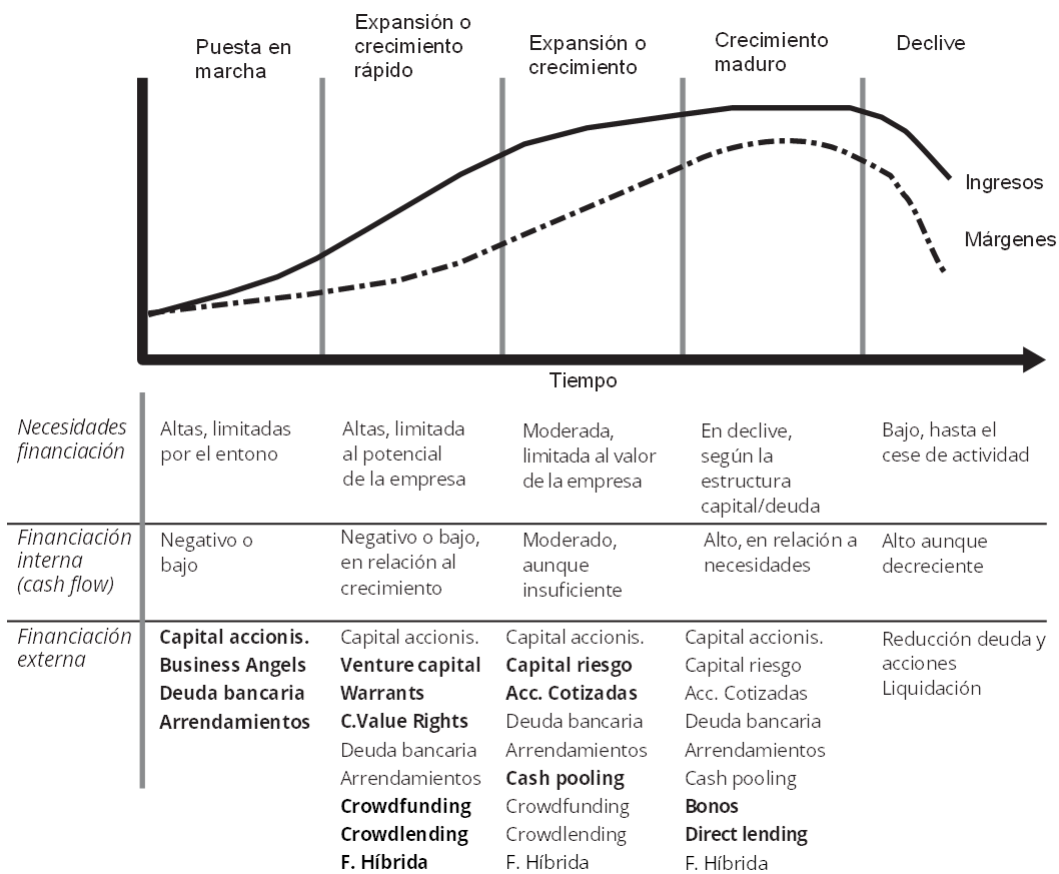 Puesta en
marcha
Expansión o
crecimiento
rápido
Expansión o
crecimiento
Crecimiento
maduro
Declive
Ingresos
Márgenes
Tiempo
Necesidades
financiación
Altas, limitadas
por el entono
Altas, limitada
al potencial
de la empresa
Moderada,
limitada al valor
de la empresa
En declive,
según la
estructura
capital/deuda
Bajo, hasta el
cese de actividad
Financiación
interna
(cash flow)
Negativo o
bajo
Negativo o bajo,
en relación al
crecimiento
Moderado,
aunque
insuficiente
Alto, en relación a
necesidades
Alto aunque
decreciente
Financiación
externa
Capital accionis.
Business Angels
Deuda bancaria
Arrendamientos
Capital accionis.
Venture capital
Warrants
C.Value Rights
Deuda bancaria
Arrendamientos
Crowdfunding
Crowdlending
F. Híbrida
Capital accionis.
Capital riesgo
Acc. Cotizadas
Deuda bancaria
Arrendamientos
Cash pooling
Crowdfunding
Crowdlending
F. Híbrida
Capital accionis.
Capital riesgo
Acc. Cotizadas
Deuda bancaria
Arrendamientos
Cash pooling
Bonos
Direct lending
F. Híbrida
Reducción deuda y
acciones
Liquidación